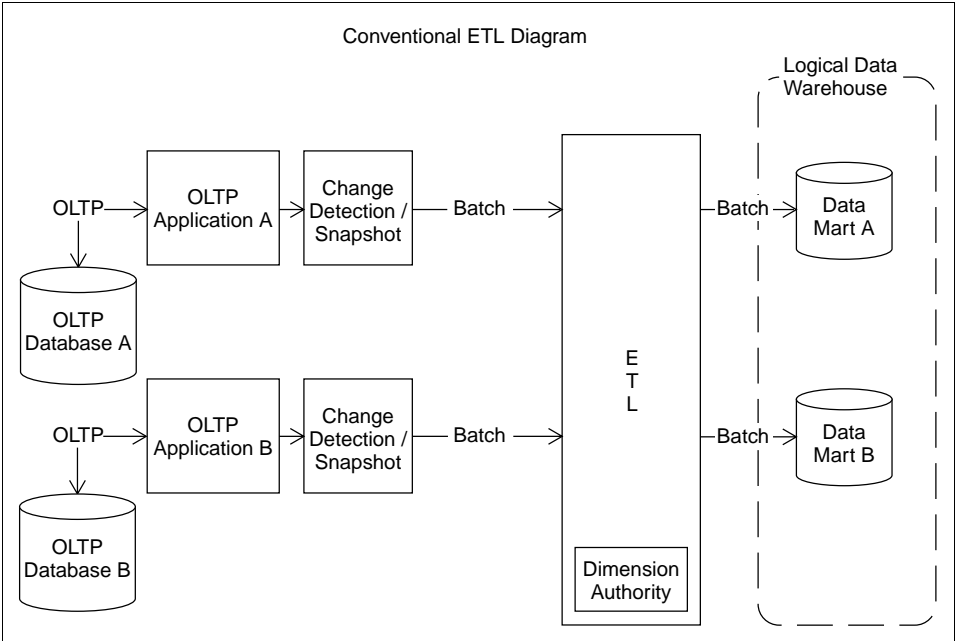 Conventional ETL Diagram
Logical Data
Warehouse
OLTP
OLTP
Application A
Change
Detection /
Snapshot
Batch
Batch
Data
Mart A
OLTP
Database A
E
T
L
OLTP
OLTP
Application B
Change
Detection /
Snapshot
Batch
Batch
Data
Mart B
OLTP
Database B
Dimension
Authority